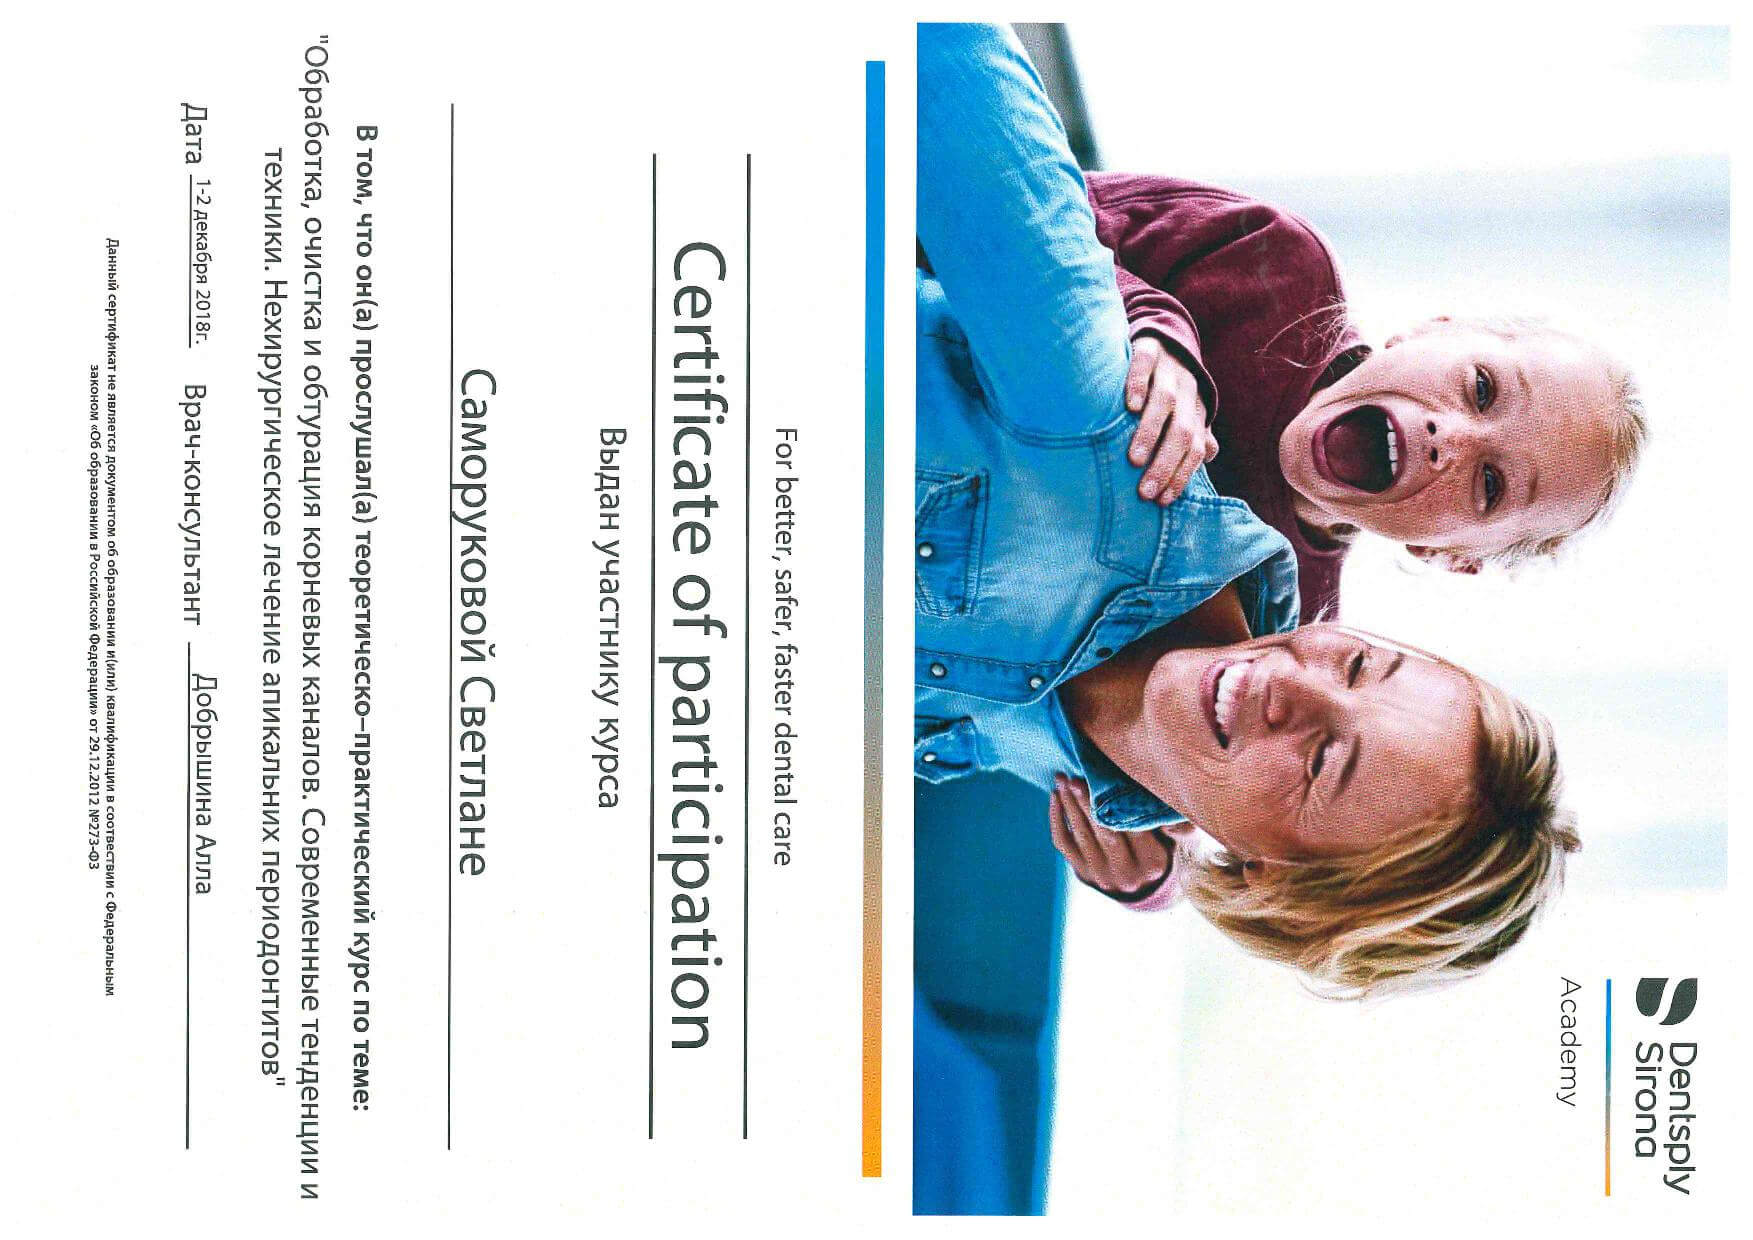 Dentsply
Sirona
Academy
For better, safer, faster dental care
Certificate of participation
Выдан участнику курса
Саморуковой Светлане
В том, что он(а) прослушал(а) теоретическо–практический курс по теме:
"Обработка, очистка и обтурация корневых каналов. Современные тенденции и
техники. Нехирургическое лечение апикальних периодонтитов"
Дата 1-2 декабря 2018г. Врач-консультант Добрышина Алла
Данный сертификат не является документом об образовании и(или) квалификации в соотвествии с Федеральным
законом «Об образовании в Российской Федерации» от 29.12.2012 №273-ФЗ